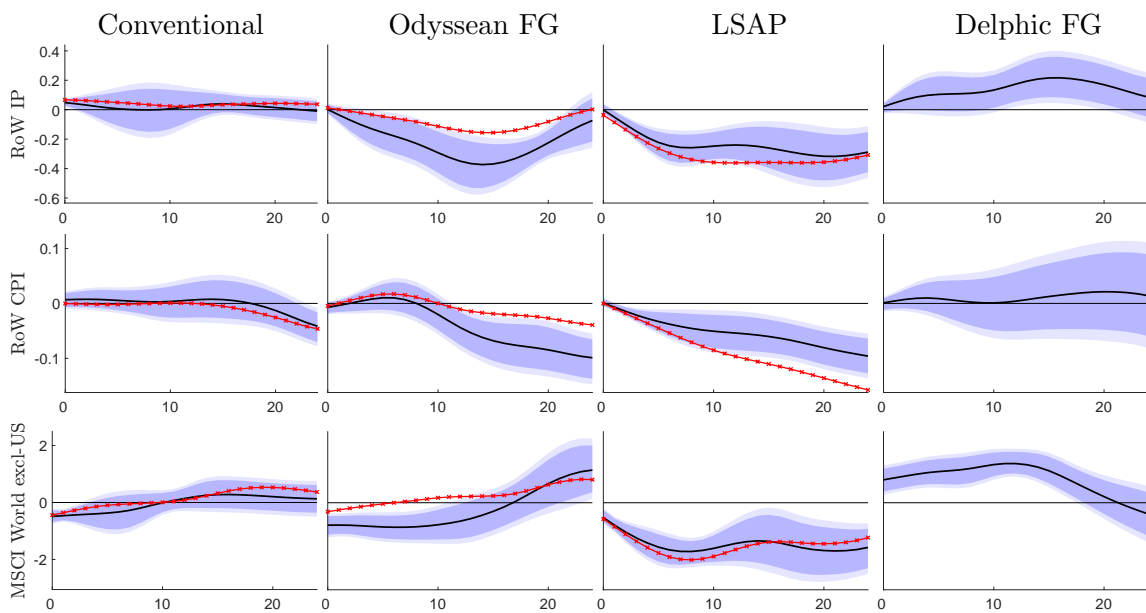 Conventional Odyssean FG LSAP Delphic FG
RoW IP
0.4
0.2
0
-0.2
-0.4
-0.6
0 10 20 0 10 20 0 10 20 0 10 20
RoW CPI
0.1
0
-0.1
0 10 20 0 10 20 0 10 20 0 10 20
MSCI World excl-US
2
0
-2
0 10 20 0 10 20 0 10 20 0 10 20